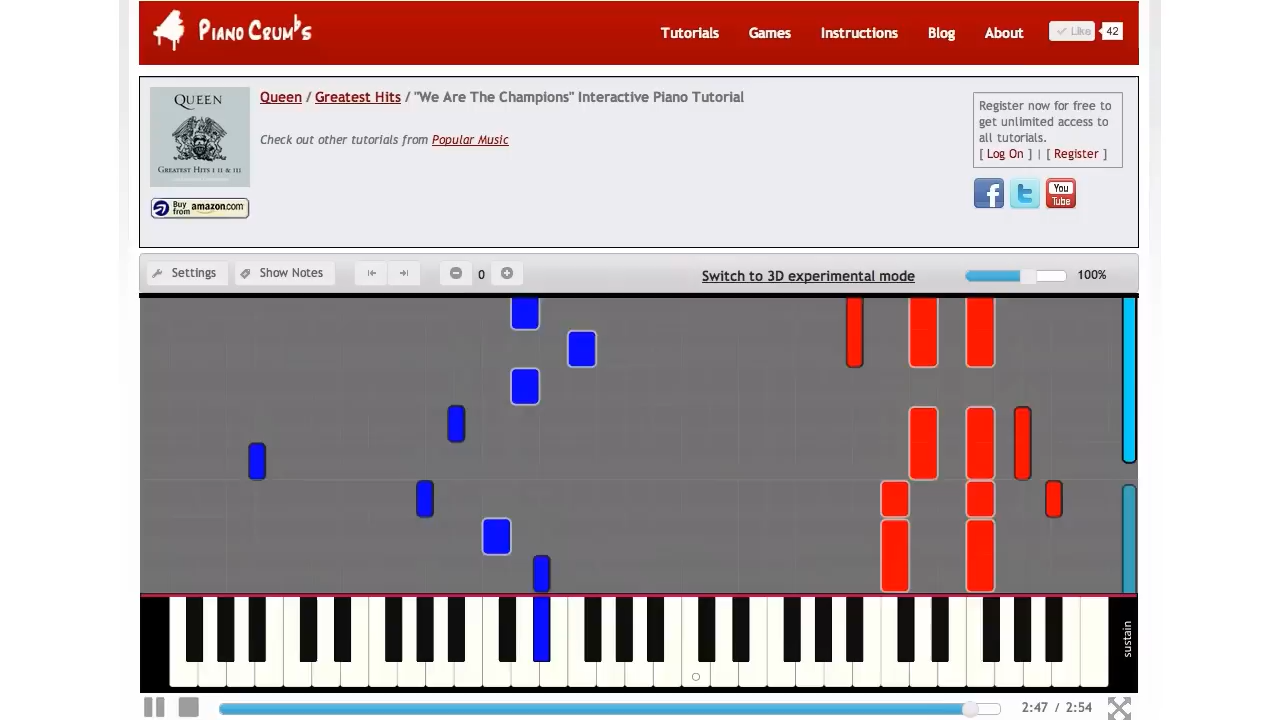 Piano Crumbs
Tutorials Games Instructions Blog About Like 42
QUEEN
GREATEST HITS I II & III
Queen / Greatest Hits / "We Are The Champions" Interactive Piano Tutorial
Check out other tutorials from Popular Music
Register now for free to
get unlimited access to
all tutorials.
[ Log On ] | [ Register ]
Buy from amazon.com
You Tube
Settings Show Notes 0 Switch to 3D experimental mode 100%
sustain
2:47 / 2:54